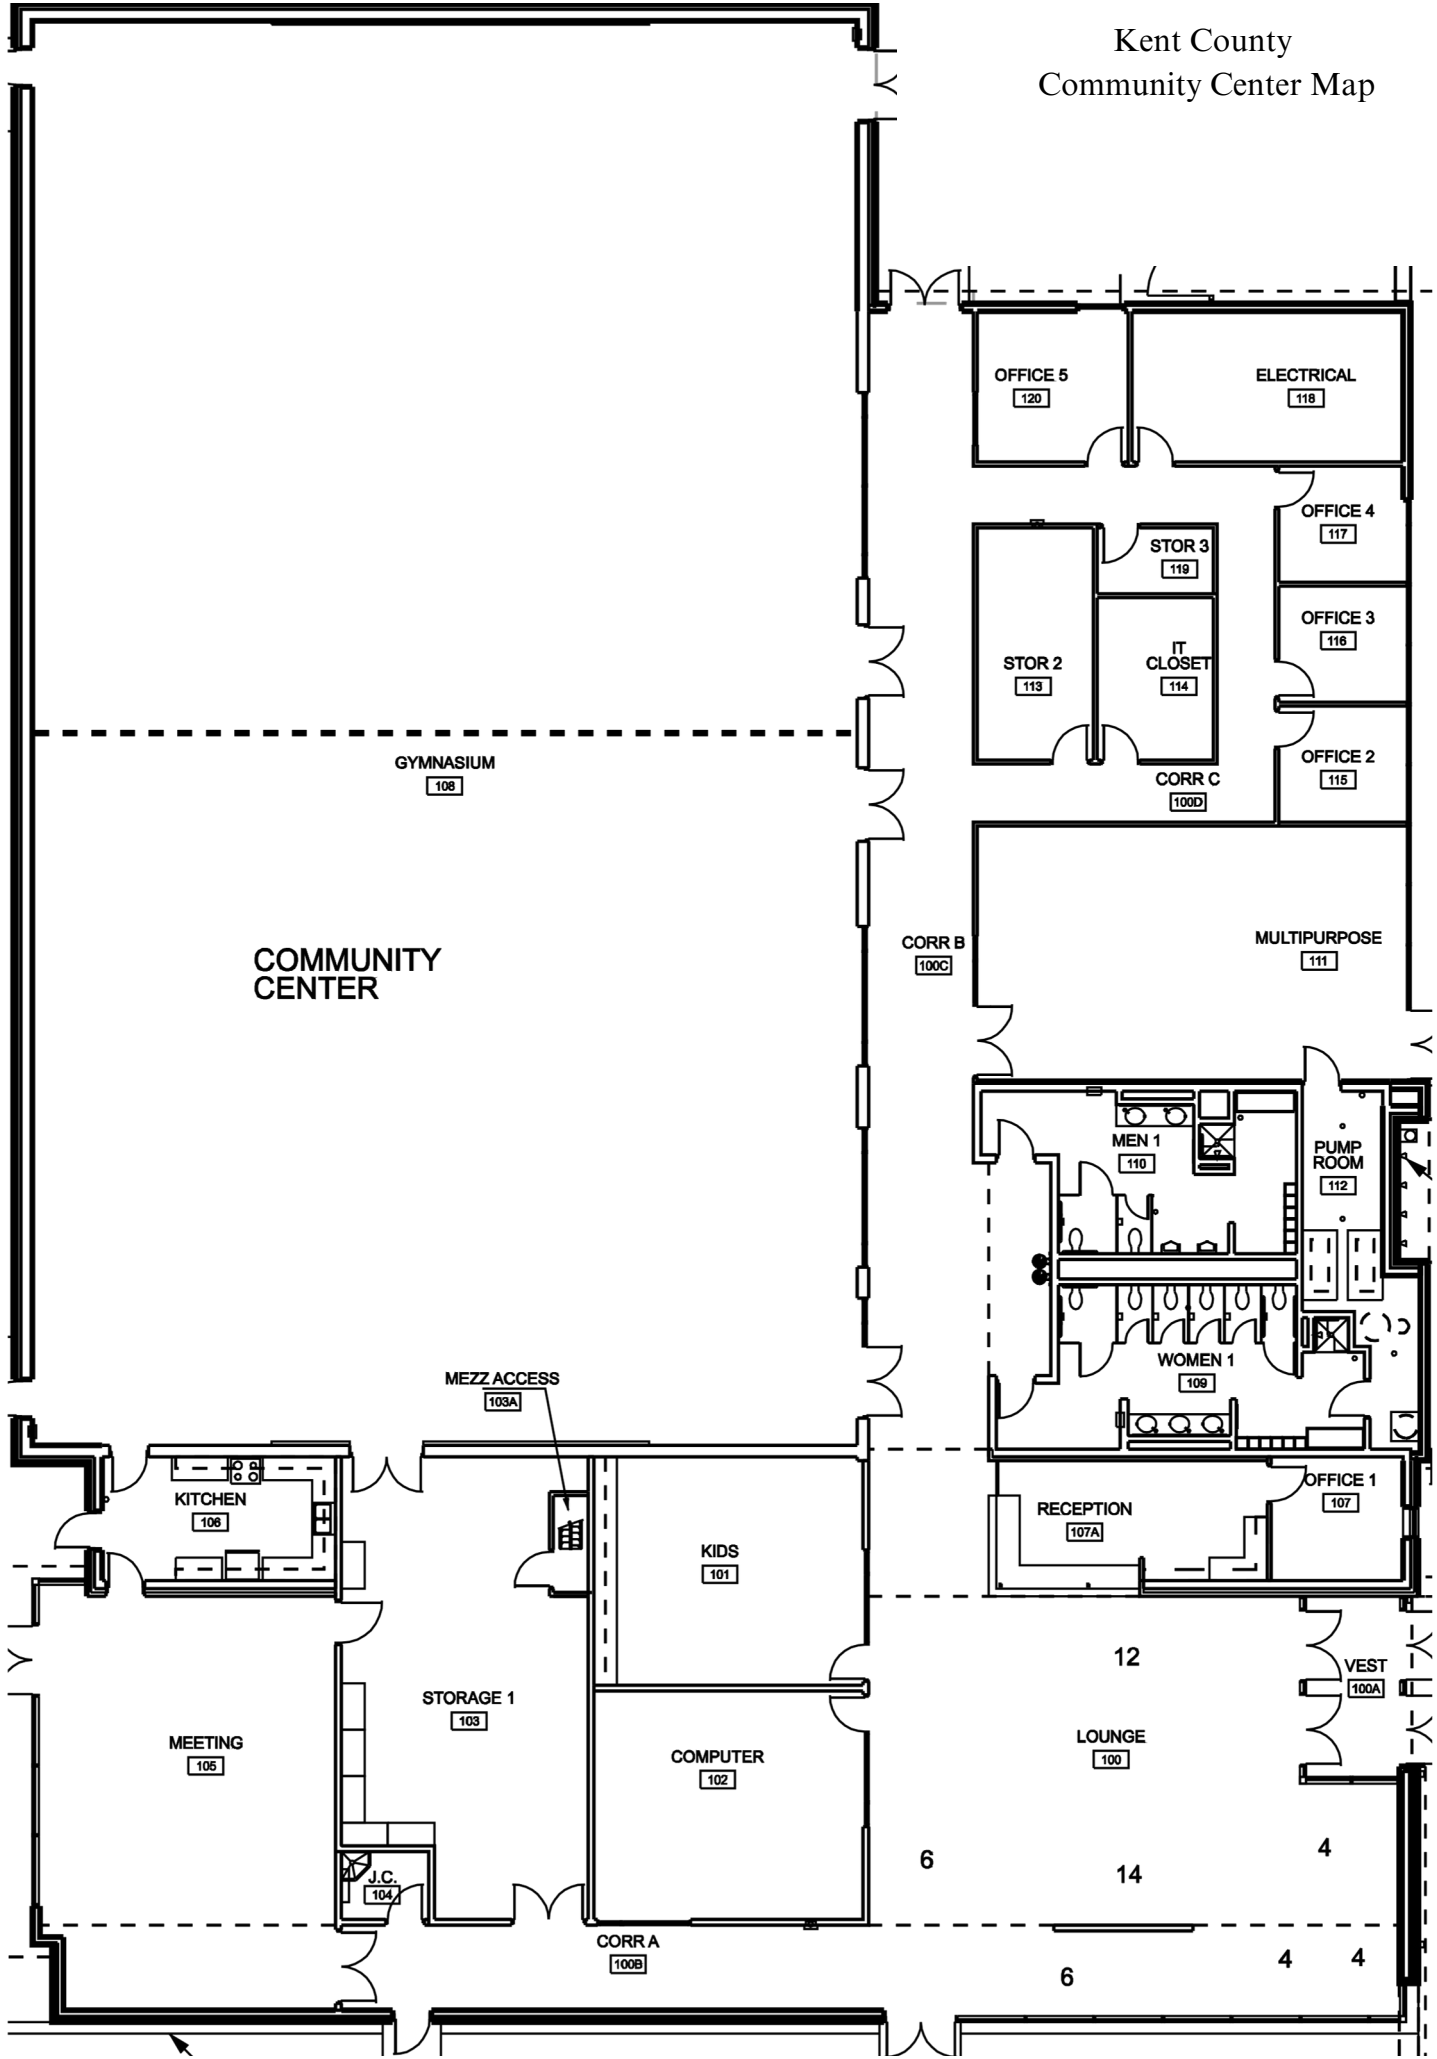 Kent County
Community Center Map
OFFICE 5
120
ELECTRICAL
118
OFFICE 4
117
STOR 3
119
OFFICE 3
116
IT
CLOSET
114
STOR 2
113
OFFICE 2
115
CORR C
100D
GYMNASIUM
108
COMMUNITY
CENTER
CORR B
100C
MULTIPURPOSE
111
MEN 1
110
PUMP
ROOM
112
WOMEN 1
109
MEZZ ACCESS
103A
KITCHEN
106
RECEPTION
107A
OFFICE 1
107
KIDS
101
12
VEST
100A
STORAGE 1
103
MEETING
105
COMPUTER
102
LOUNGE
100
4
6
14
J.C.
104
CORR A
100B
6
4
4